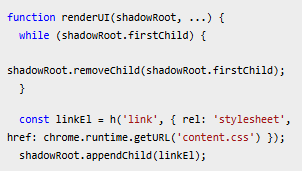 function renderUI(shadowRoot, ...) {
  while (shadowRoot.firstChild) {

shadowRoot.removeChild(shadowRoot.firstChild);
  }

  const linkEl = h('link', { rel: 'stylesheet',
href: chrome.runtime.getURL('content.css') });
  shadowRoot.appendChild(linkEl);